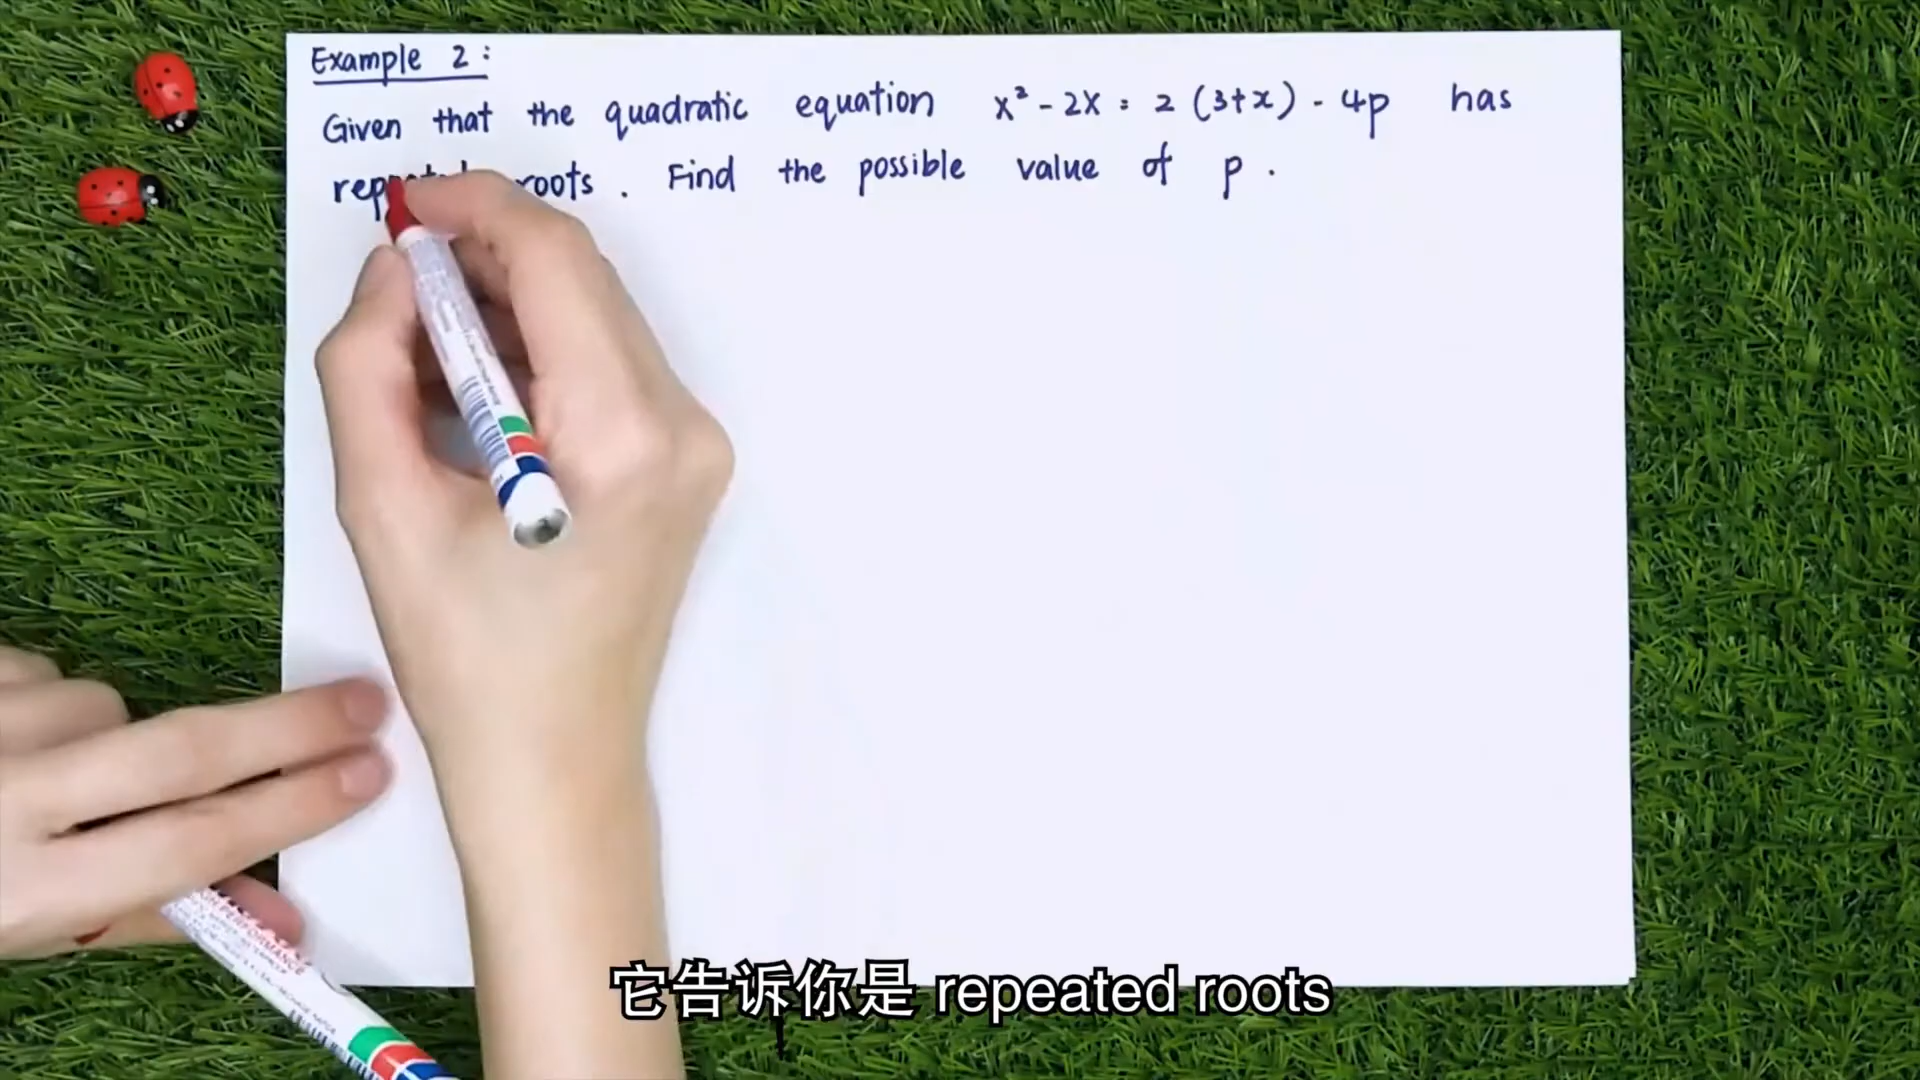 Example 2 :
Given that the quadratic equation x² - 2x = 2 (3+x) - 4p has
roots . Find the possible value of p .
PERFORMANCE
它告诉你是 repeated roots